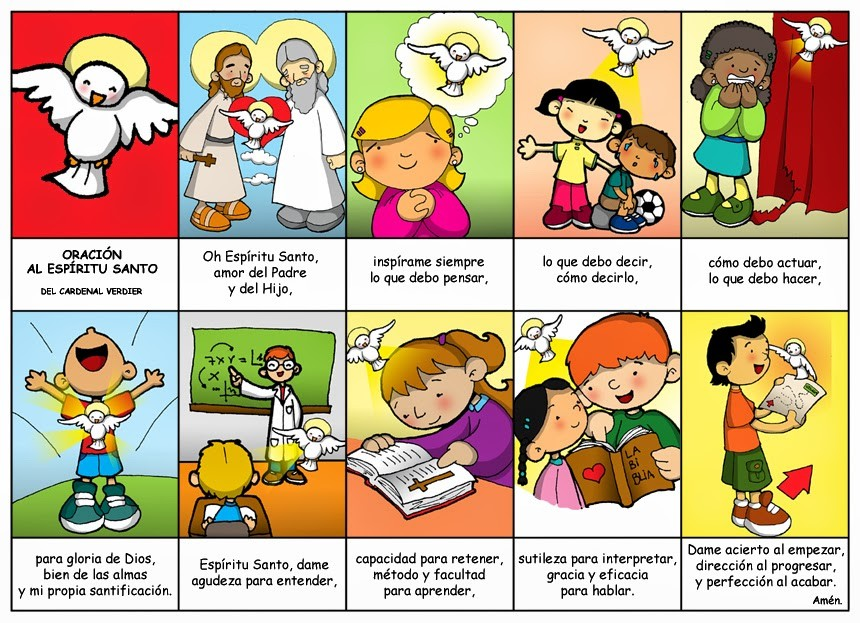 ORACIÓN
AL ESPÍRITU SANTO
DEL CARDENAL VERDIER
Oh Espíritu Santo,
amor del Padre
y del Hijo,
inspírame siempre
lo que debo pensar,
lo que debo decir,
cómo decirlo,
cómo debo actuar,
lo que debo hacer,
7x Y = L
(x
LA
BI
BLIA
para gloria de Dios,
bien de las almas
y mi propia santificación.
Espíritu Santo, dame
agudeza para entender,
capacidad para retener,
método y facultad
para aprender,
sutileza para interpretar,
gracia y eficacia
para hablar.
Dame acierto al empezar,
dirección al progresar,
y perfección al acabar.
Amén.